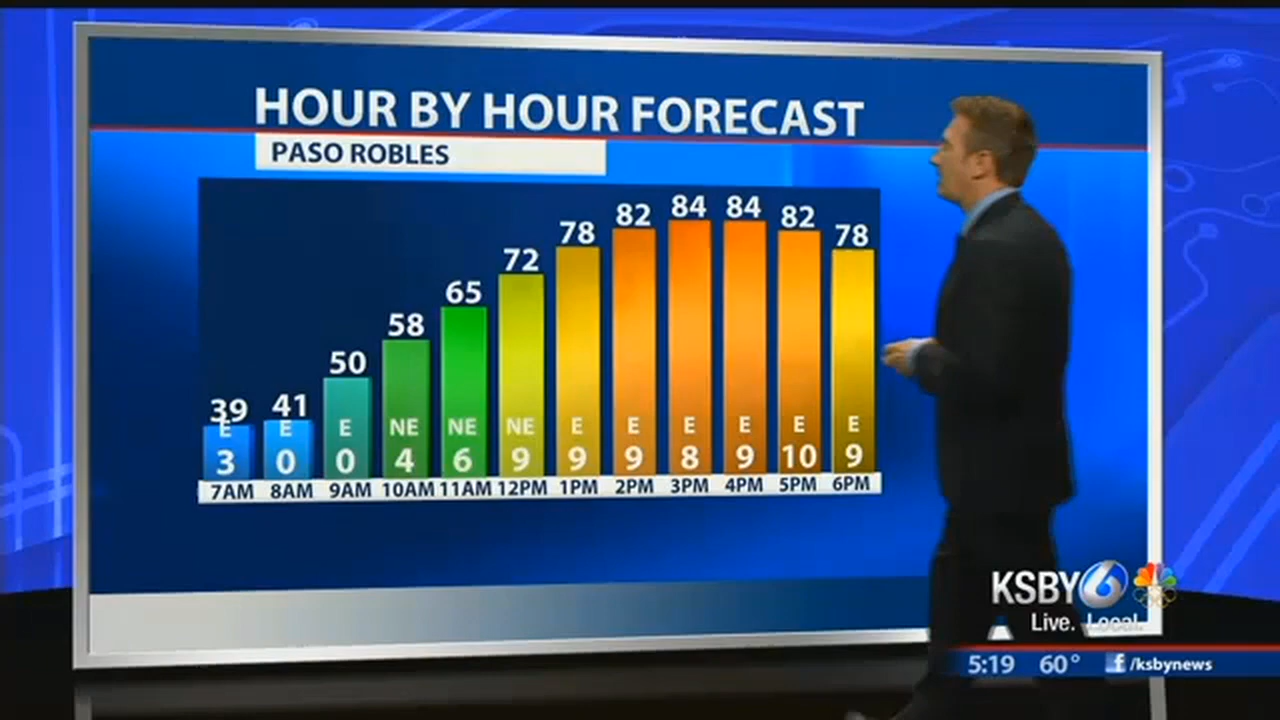 HOUR BY HOUR FORECAST
PASO ROBLES
39 41 50 58 65 72 78 82 84 84 82 78
E E E NE NE NE E E E E E E
3 0 0 4 6 9 9 9 8 9 10 9
7AM 8AM 9AM 10AM 11AM 12PM 1PM 2PM 3PM 4PM 5PM 6PM
KSBY 6
Live. Local.
5:19 60° f /ksbynews